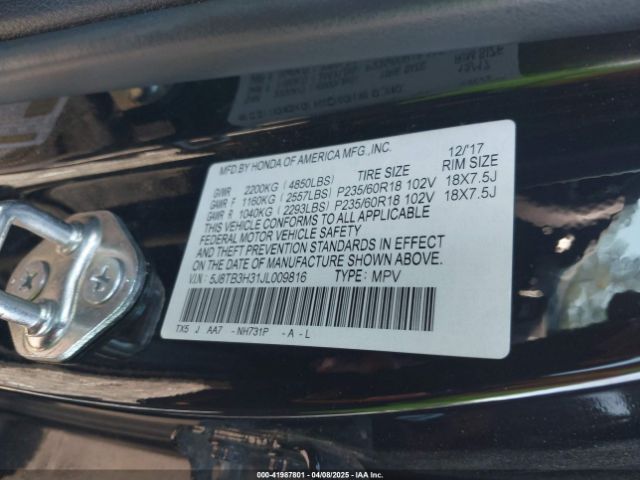 MFD.BY HONDA OF AMERICA MFG.,INC. 12/17
TIRE SIZE RIM SIZE
GVWR 2200KG (4850LBS)
GAWR F 1160KG (2557LBS) P235/60R18 102V 18X7.5J
GAWR R 1040KG (2293LBS) P235/60R18 102V 18X7.5J
THIS VEHICLE CONFORMS TO ALL APPLICABLE
FEDERAL MOTOR VEHICLE SAFETY
AND THEFT PREVENTION STANDARDS IN EFFECT
ON THE DATE OF MANUFACTURE SHOWN ABOVE.
V.I.N.: 5J8TB3H31JL009816 TYPE: MPV
TX5 J AA7 -NH731P -A-L
000-41987801 - 04/08/2025 - IAA